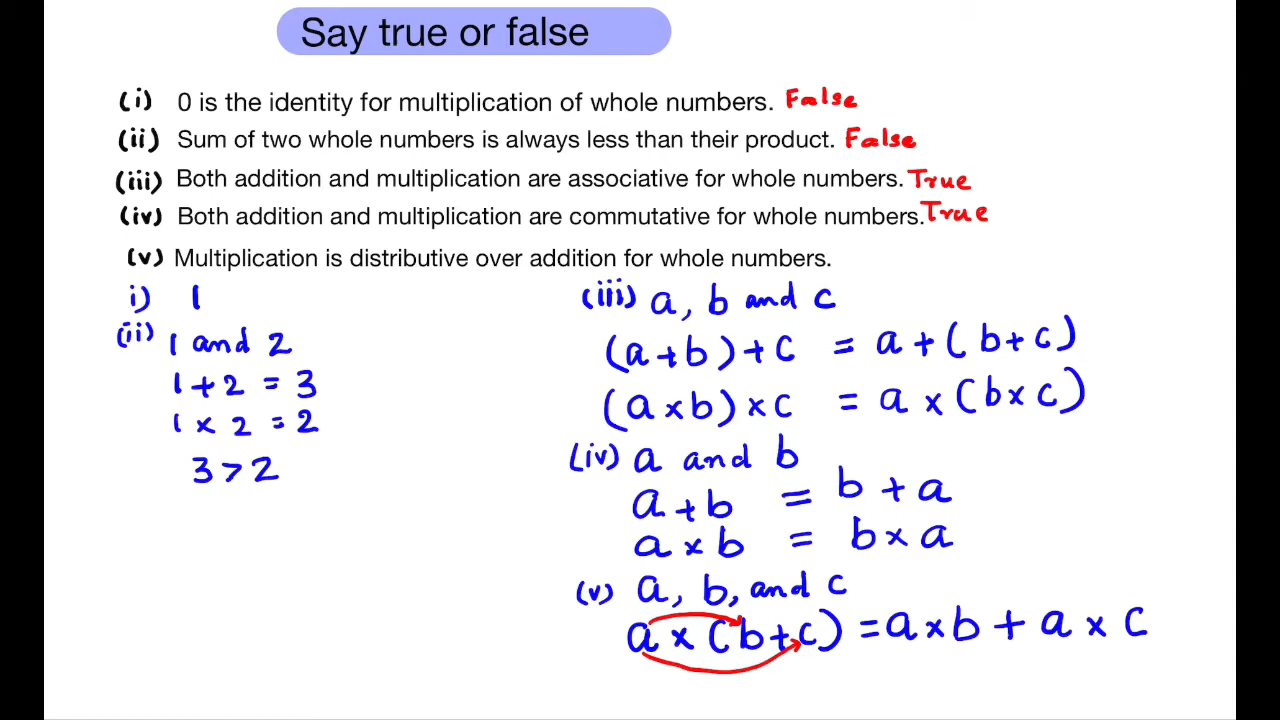 Say true or false
(i) 0 is the identity for multiplication of whole numbers. False
(ii) Sum of two whole numbers is always less than their product. False
(iii) Both addition and multiplication are associative for whole numbers. True
(iv) Both addition and multiplication are commutative for whole numbers. True
(v) Multiplication is distributive over addition for whole numbers.
i) 1
(ii) 1 and 2
1 + 2 = 3
1 × 2 = 2
3 > 2
(iii) a, b and c
(a + b) + c = a + (b + c)
(a × b) × c = a × (b × c)
(iv) a and b
a + b = b + a
a × b = b × a
(v) a, b, and c
a × (b + c) = a × b + a × c